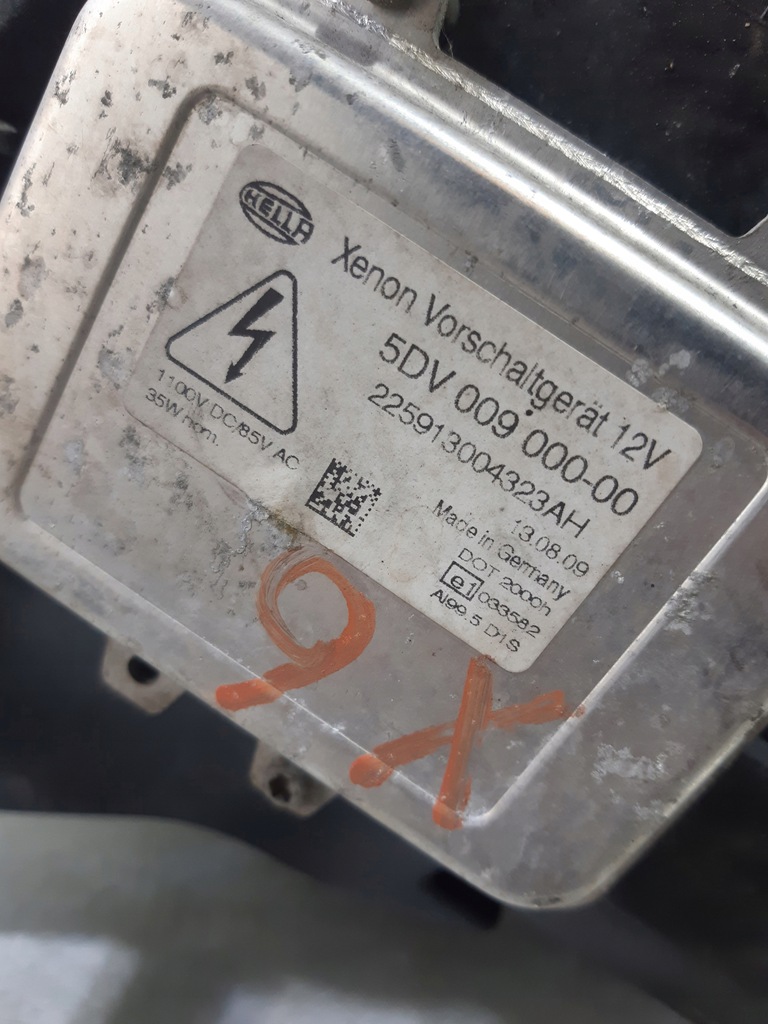 HELLA
Xenon Vorschaltgerät 12V
5DV 009 000-00
225913004323AH
1100V DC/85V AC
35W nom.
13.08.09
Made in Germany
DOT 2000h
e1 033582
AI99.5 D1S
9X